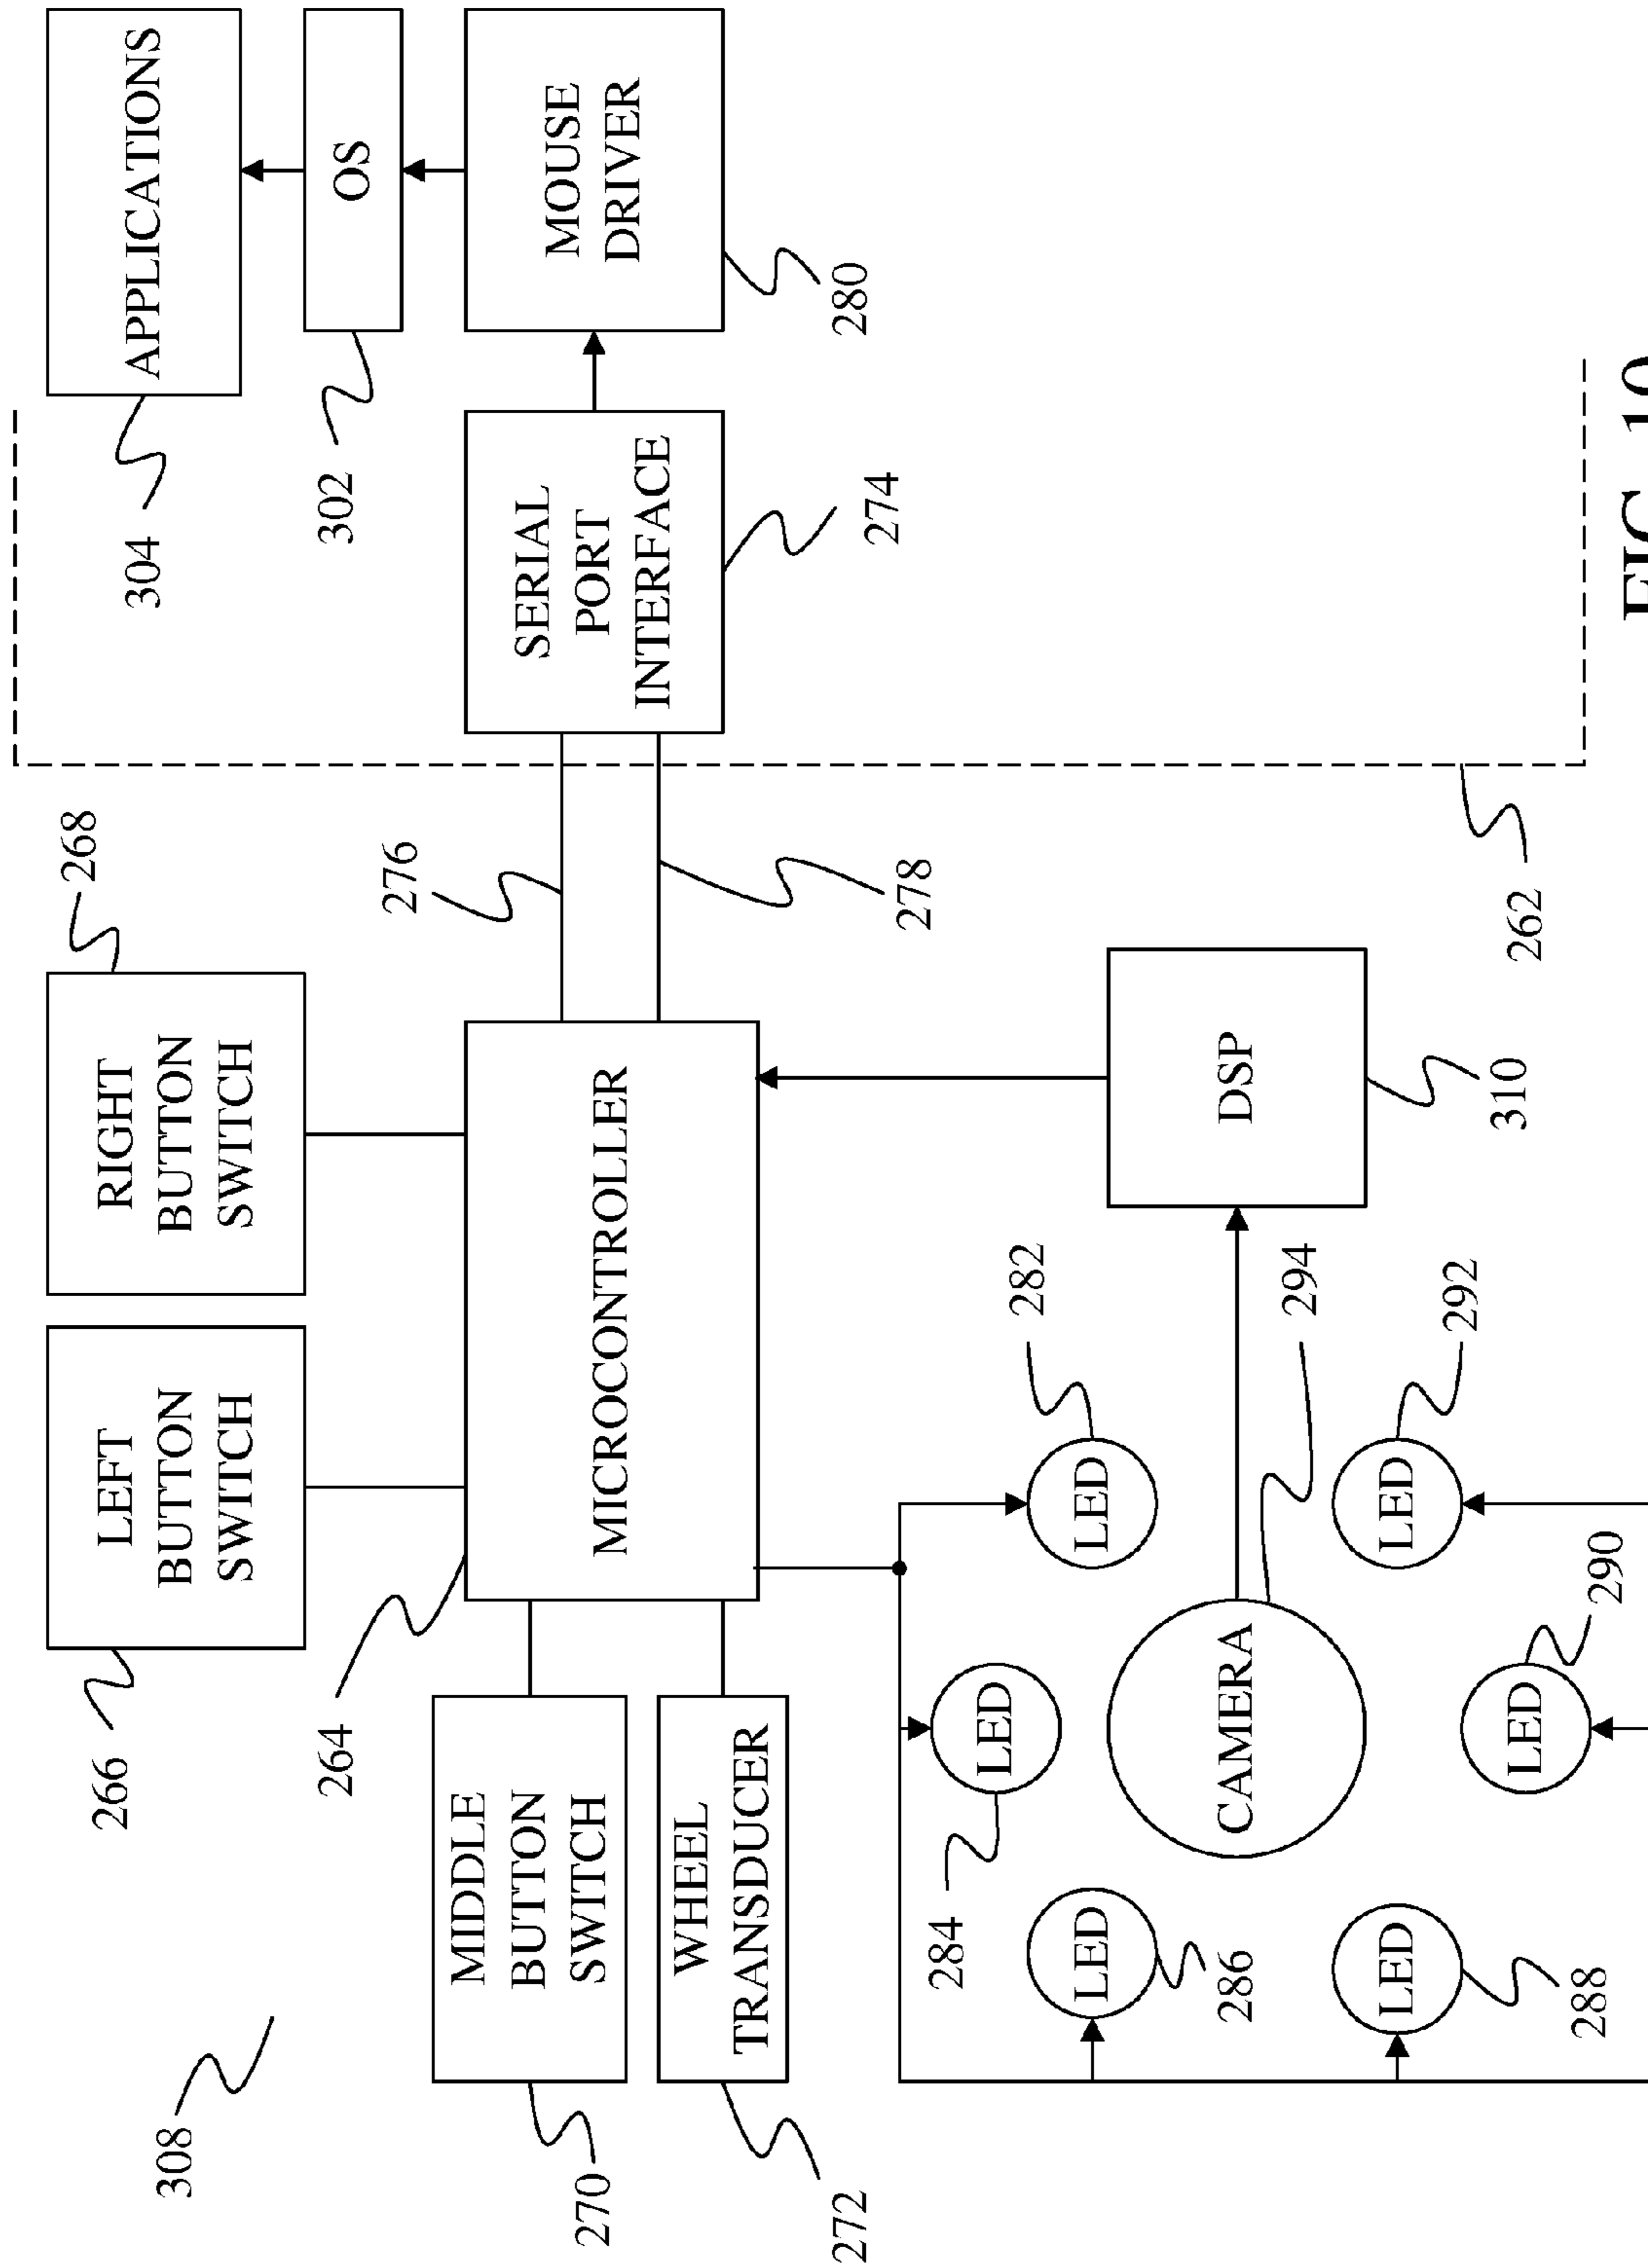 308
266
LEFT
BUTTON
SWITCH
RIGHT
BUTTON
SWITCH
268
304
APPLICATIONS
264
276
302
OS
270
MIDDLE
BUTTON
SWITCH
272
WHEEL
TRANSDUCER
MICROCONTROLLER
278
SERIAL
PORT
INTERFACE
274
MOUSE
DRIVER
280
284
LED
282
LED
286
LED
CAMERA
294
DSP
310
288
LED
LED
292
LED
290
262
FIG.